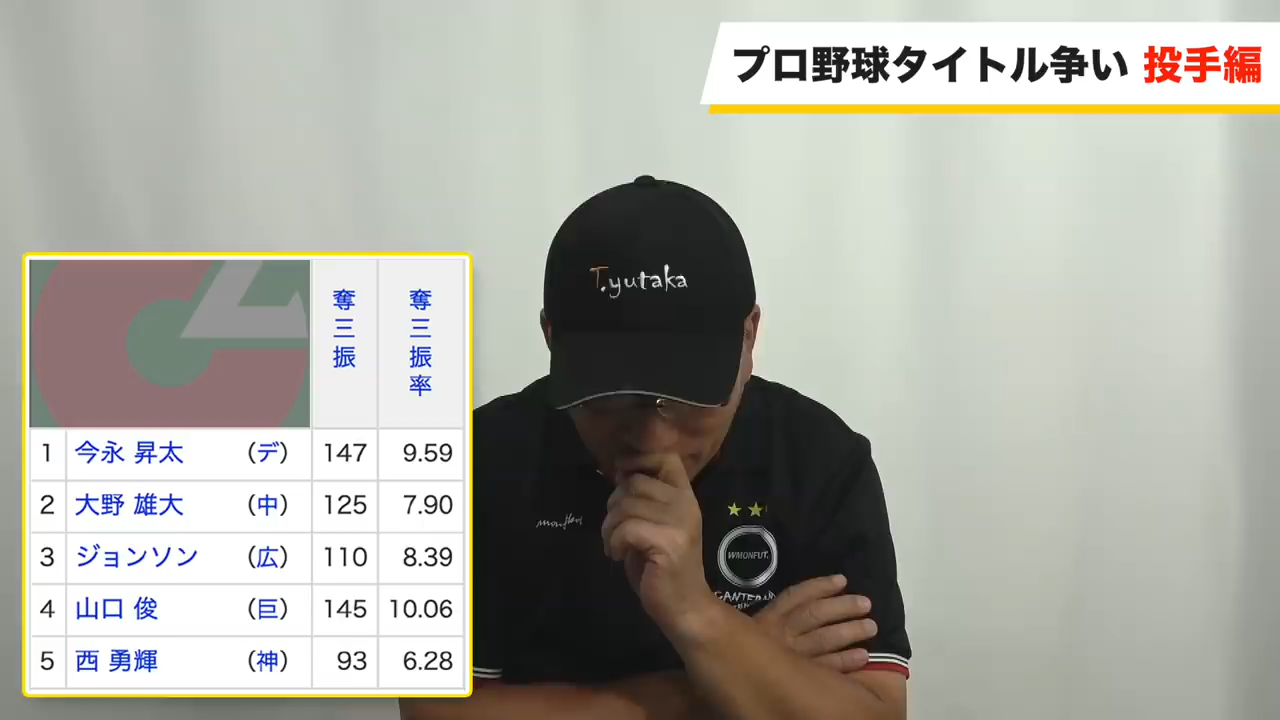 プロ野球タイトル争い 投手編
T.yutaka
奪三振 奪三振率
1 今永 昇太 (デ) 147 9.59
2 大野 雄大 (中) 125 7.90
3 ジョンソン (広) 110 8.39
4 山口 俊 (巨) 145 10.06
5 西 勇輝 (神) 93 6.28
WMONFUT.